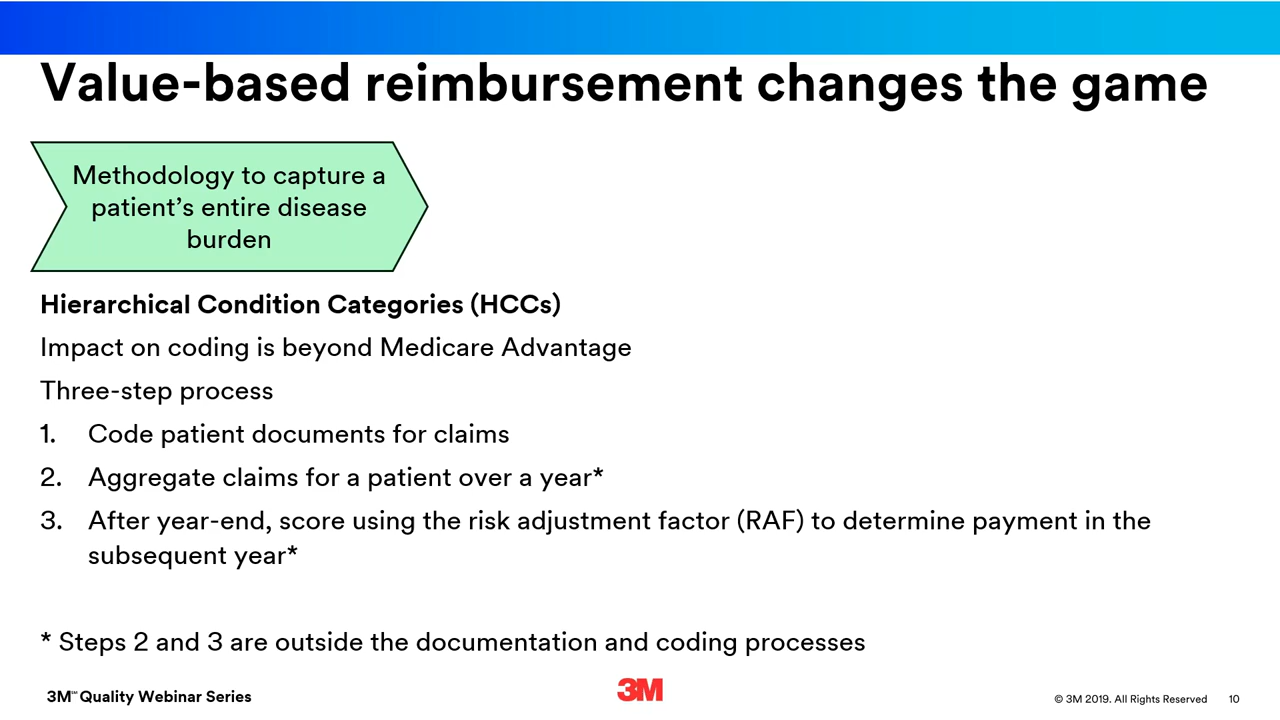 Value-based reimbursement changes the game
Methodology to capture a
patient’s entire disease
burden
Hierarchical Condition Categories (HCCs)
Impact on coding is beyond Medicare Advantage
Three-step process
1. Code patient documents for claims
2. Aggregate claims for a patient over a year*
3. After year-end, score using the risk adjustment factor (RAF) to determine payment in the
subsequent year*
* Steps 2 and 3 are outside the documentation and coding processes
3M℠ Quality Webinar Series
3M
© 3M 2019. All Rights Reserved 10